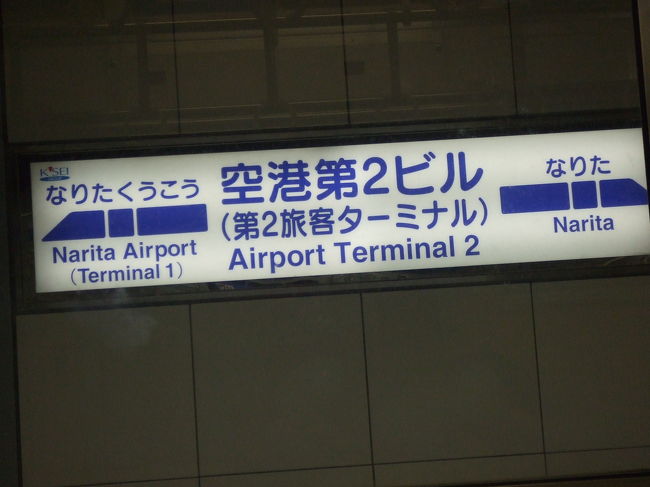 KEISEI
なりたくうこう
Narita Airport
(Terminal 1)
空港第2ビル
(第2旅客ターミナル)
Airport Terminal 2
なりた
Narita